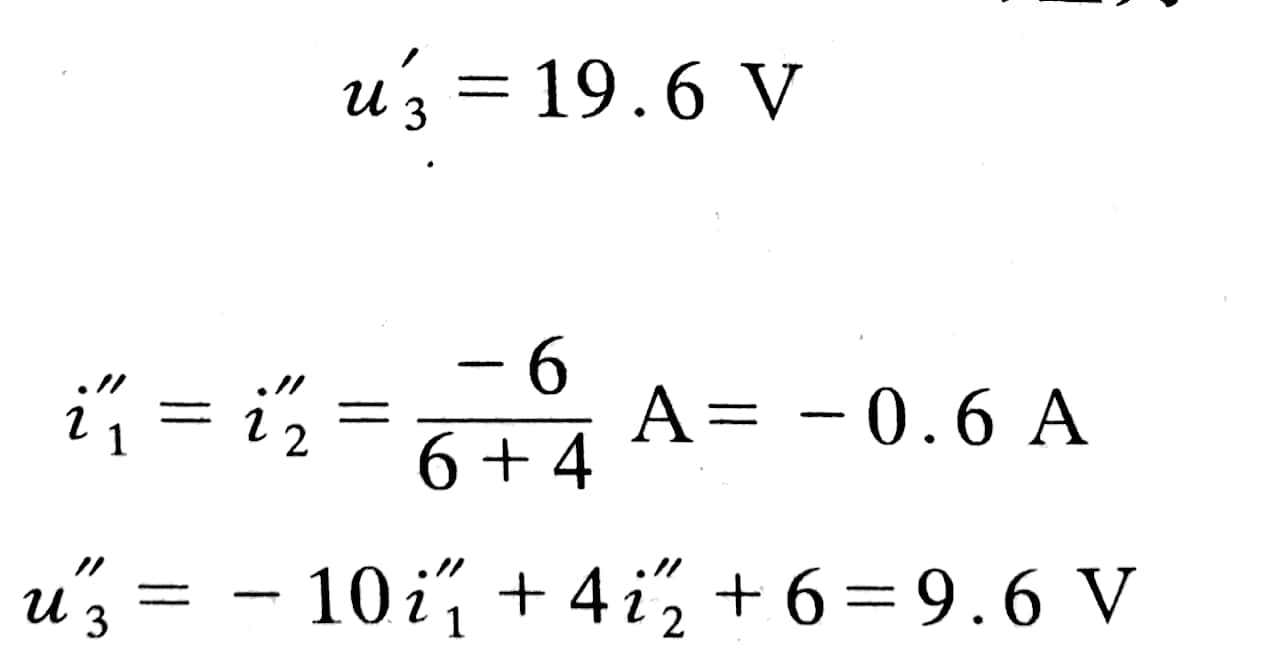 u′₃ = 19.6 V
i″₁ = i″₂ = −6/(6+4) A = −0.6 A
u″₃ = −10i″₁ + 4i″₂ + 6 = 9.6 V